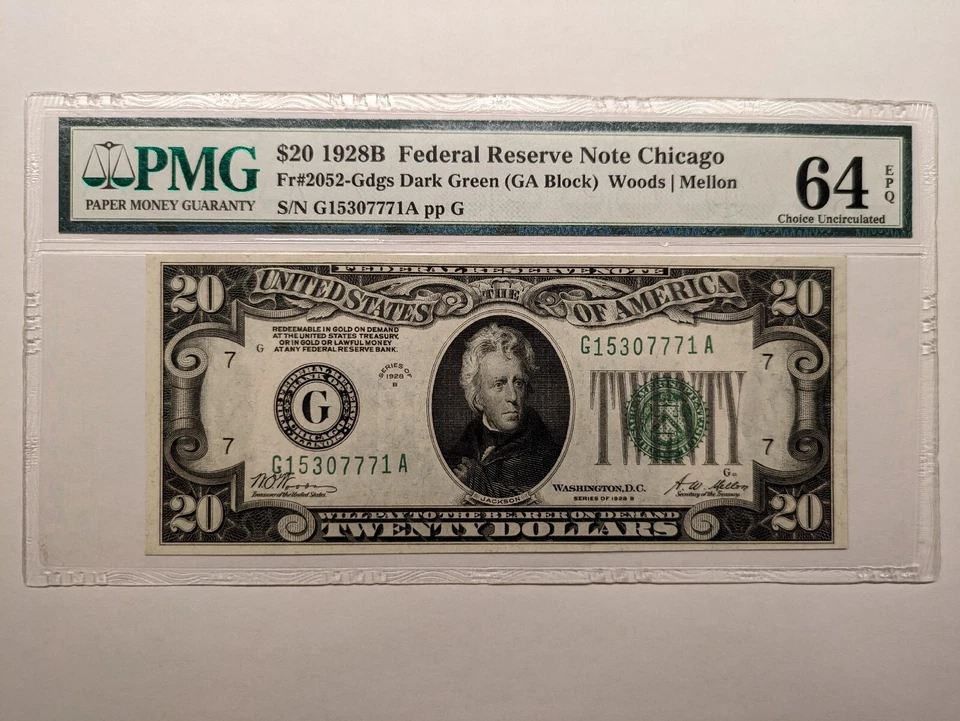 PMG
PAPER MONEY GUARANTY
$20 1928B Federal Reserve Note Chicago
Fr#2052-Gdgs Dark Green (GA Block) Woods | Mellon
S/N G15307771A pp G
64
EPQ
Choice Uncirculated
FEDERAL RESERVE NOTE
20
UNITED STATES
THE
OF AMERICA
20
REDEEMABLE IN GOLD ON DEMAND
AT THE UNITED STATES TREASURY,
OR IN GOLD OR LAWFUL MONEY
AT ANY FEDERAL RESERVE BANK.
G
7
SERIES OF
1928
B
G15307771A
7
G
TWENTY
7
G15307771A
7
W.O. Woods
Treasurer of the United States.
JACKSON
WASHINGTON, D.C.
SERIES OF 1928 B
G
A. W. Mellon
Secretary of the Treasury.
20
WILL PAY TO THE BEARER ON DEMAND
TWENTY DOLLARS
20